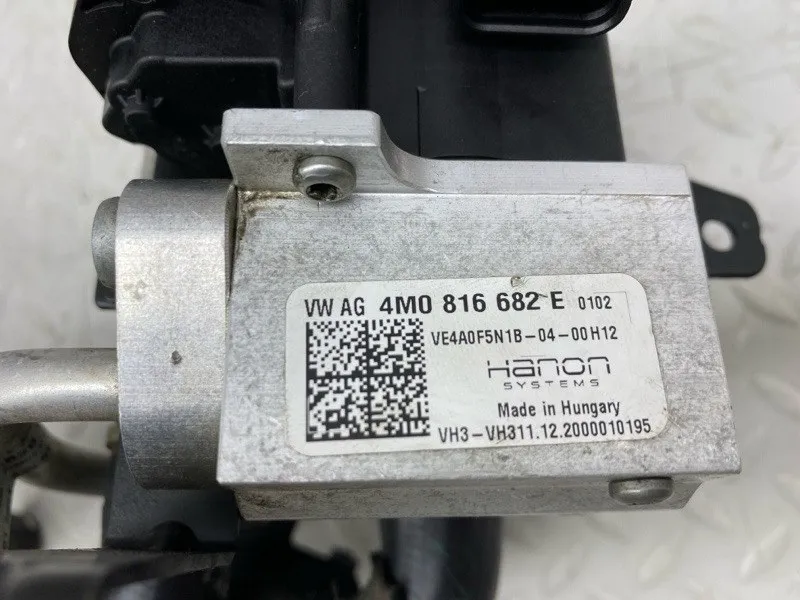 VW AG 4M0 816 682 E 0102
VE4A0F5N1B-04-00H12
Hanon
SYSTEMS
Made in Hungary
VH3-VH311.12.2000010195